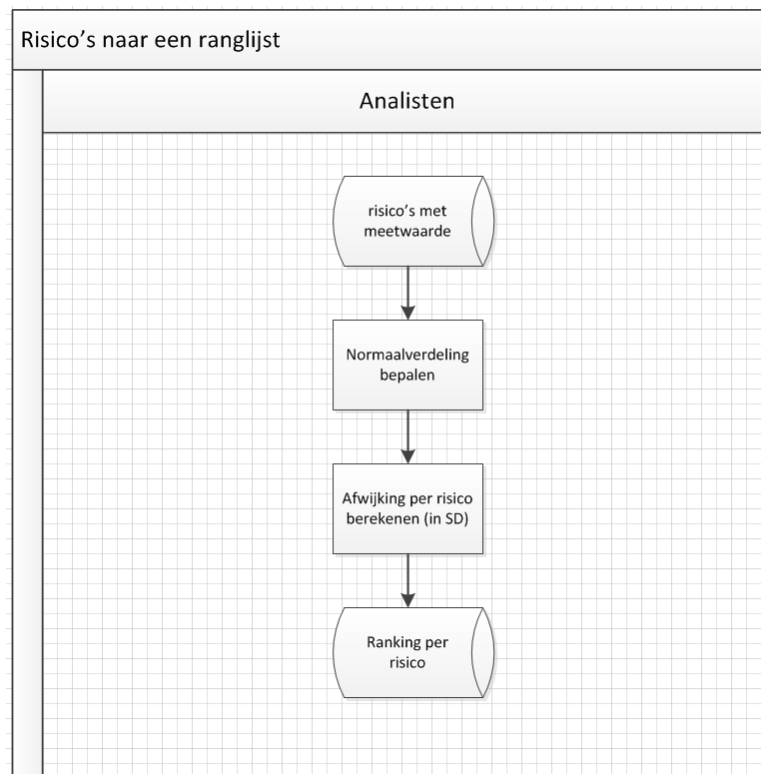 Risico’s naar een ranglijst
Analisten
risico’s met
meetwaarde
Normaalverdeling
bepalen
Afwijking per risico
berekenen (in SD)
Ranking per
risico